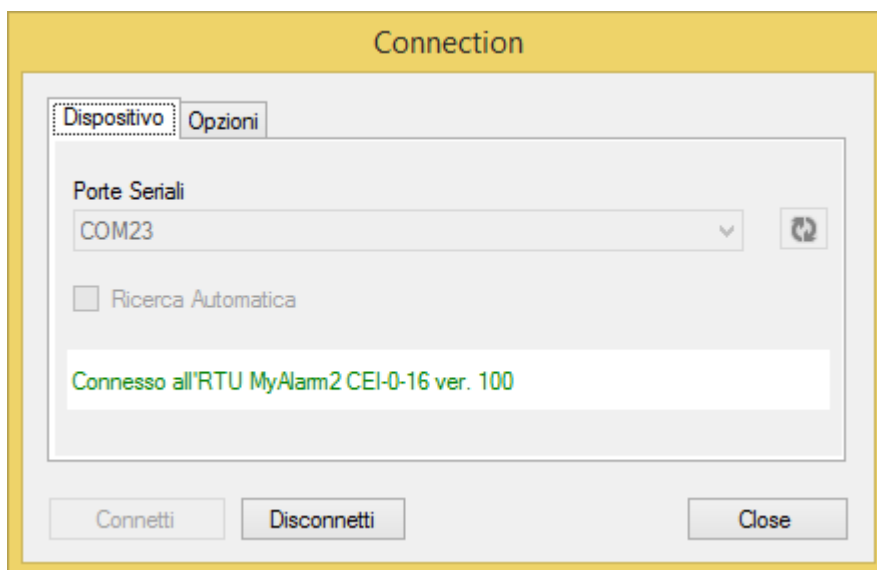 Connection
Dispositivo
Opzioni
Porte Seriali
COM23
Ricerca Automatica
Connesso all"RTU MyAlarm2 CEI-0-16 ver. 100
Connetti
Disconnetti
Close